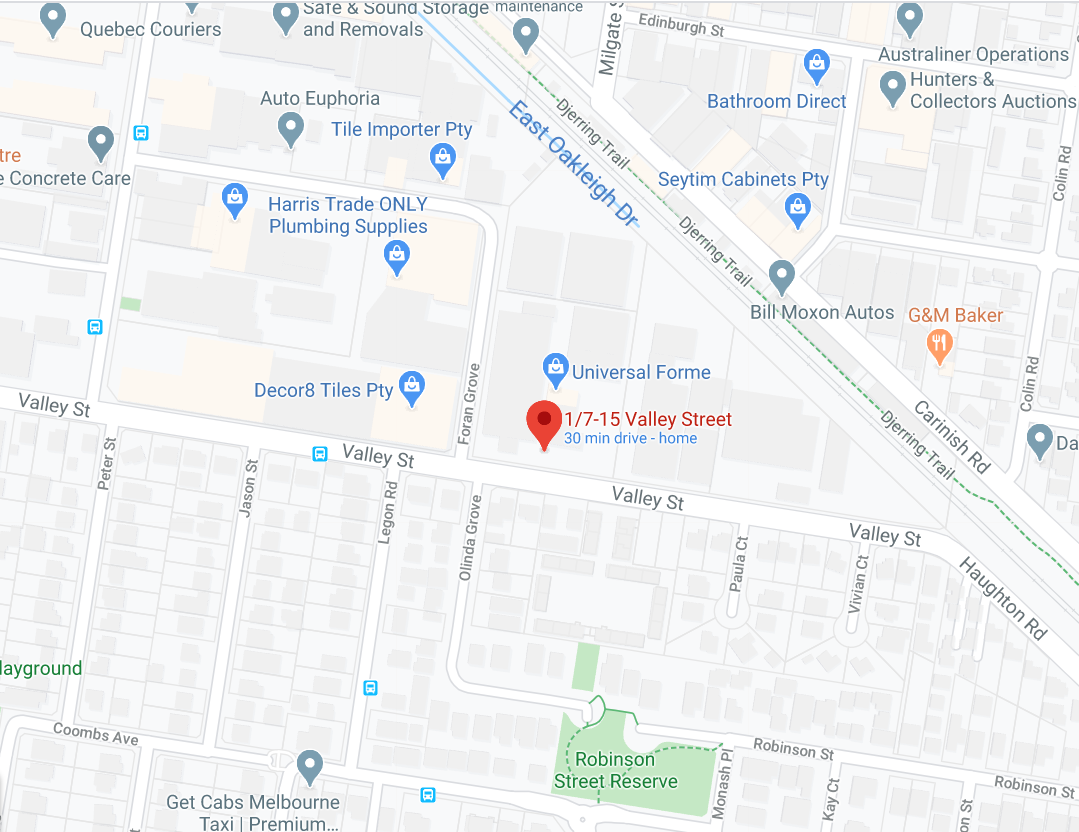 Safe & Sound Storage
and Removals
maintenance
Quebec Couriers
Milgate S
Edinburgh St
Australiner Operations
Hunters &
Collectors Auctions
Bathroom Direct
Auto Euphoria
Tile Importer Pty
East Oakleigh Dr
Djerring Trail
tre
e Concrete Care
Colin Rd
Seytim Cabinets Pty
Harris Trade ONLY
Plumbing Supplies
Djerring Trail
Bill Moxon Autos
G&M Baker
Universal Forme
Decor8 Tiles Pty
Foran Grove
Colin Rd
Valley St
1/7-15 Valley Street
30 min drive - home
Carinish Rd
Djerring Trail
Da
Peter St
Jason St
Valley St
Legon Rd
Olinda Grove
Valley St
Valley St
Paula Ct
Vivian Ct
Haughton Rd
layground
Coombs Ave
Robinson
Street Reserve
Monash Pl
Robinson St
Robinson St
Kay Ct
on St
Get Cabs Melbourne
Taxi | Premium...